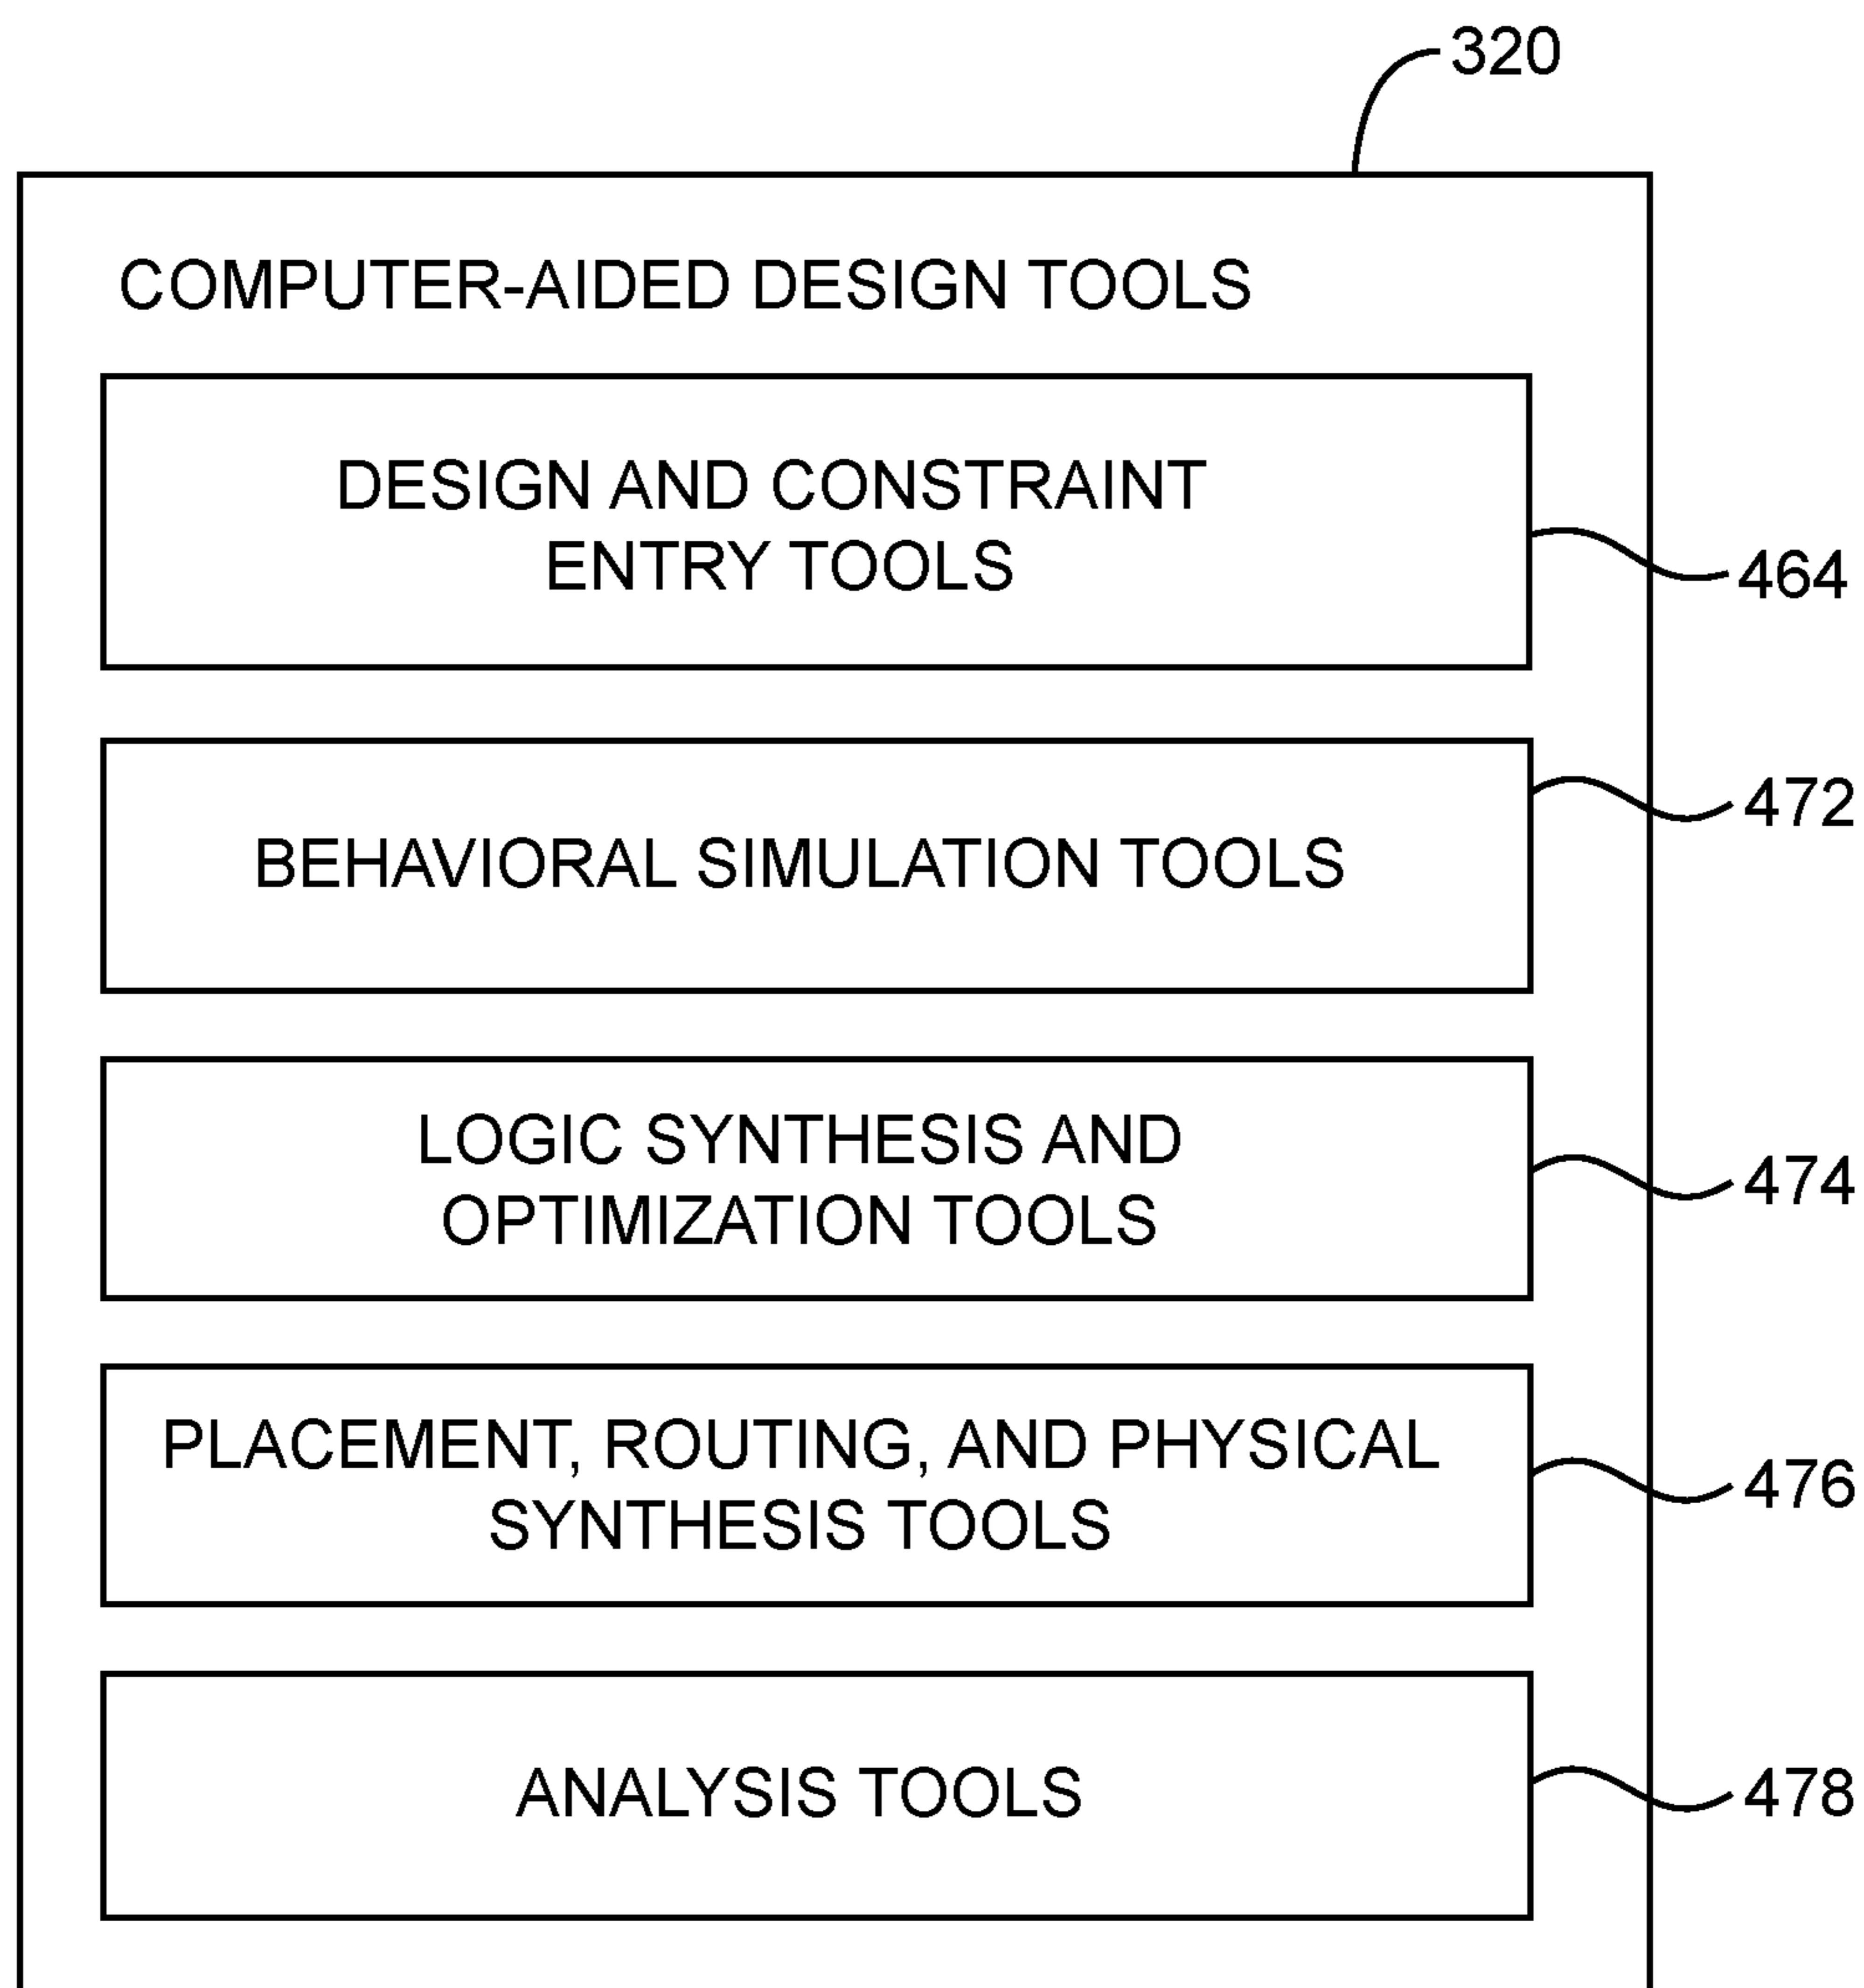 320
COMPUTER-AIDED DESIGN TOOLS
DESIGN AND CONSTRAINT
ENTRY TOOLS
464
472
BEHAVIORAL SIMULATION TOOLS
LOGIC SYNTHESIS AND
474
OPTIMIZATION TOOLS
PLACEMENT, ROUTING, AND PHYSICAL
476
SYNTHESIS TOOLS
ANALYSIS TOOLS
478